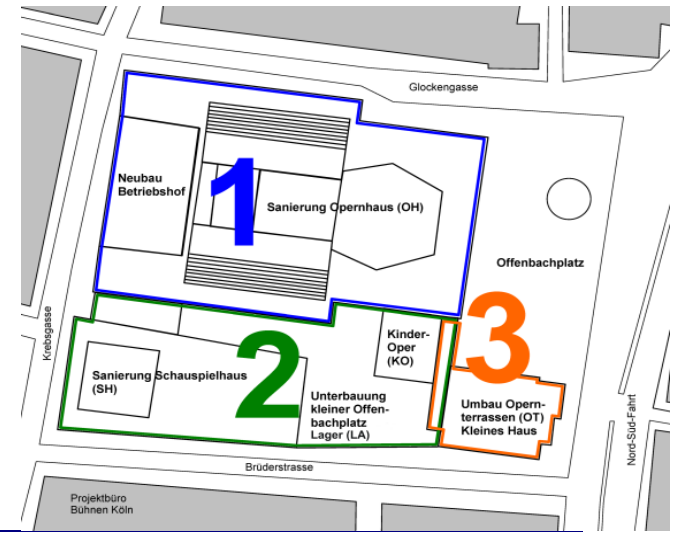 Glockengasse
Neubau
Betriebshof
1
Sanierung Opernhaus (OH)
Offenbachplatz
Krebsgasse
2
Sanierung Schauspielhaus
(SH)
Kinder-
Oper
(KO)
Unterbauung
kleiner Offen-
bachplatz
Lager (LA)
3
Umbau Opern-
terrassen (OT)
Kleines Haus
Nord-Süd-Fahrt
Brüderstrasse
Projektbüro
Bühnen Köln